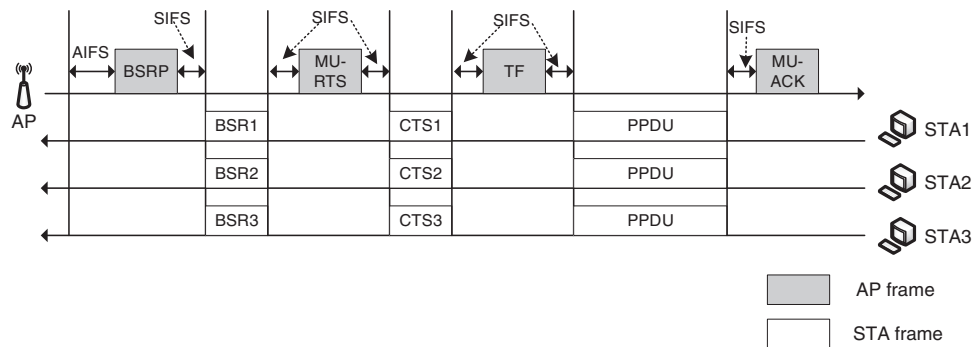 SIFS
SIFS
SIFS
SIFS
AIFS
BSRP
MU-
RTS
TF
MU-
ACK
AP
BSR1
CTS1
PPDU
STA1
BSR2
CTS2
PPDU
STA2
BSR3
CTS3
PPDU
STA3
AP frame
STA frame